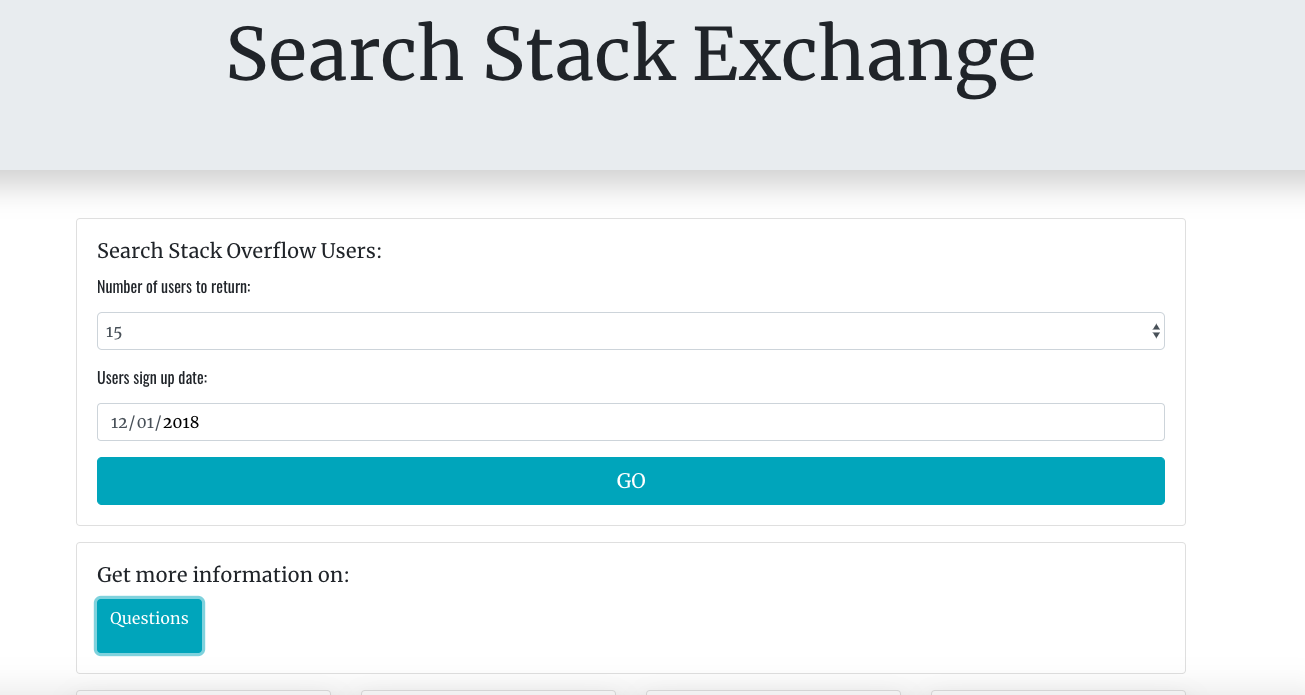 Search Stack Exchange
Search Stack Overflow Users:
Number of users to return:
15
Users sign up date:
12/01/2018
GO
Get more information on:
Questions